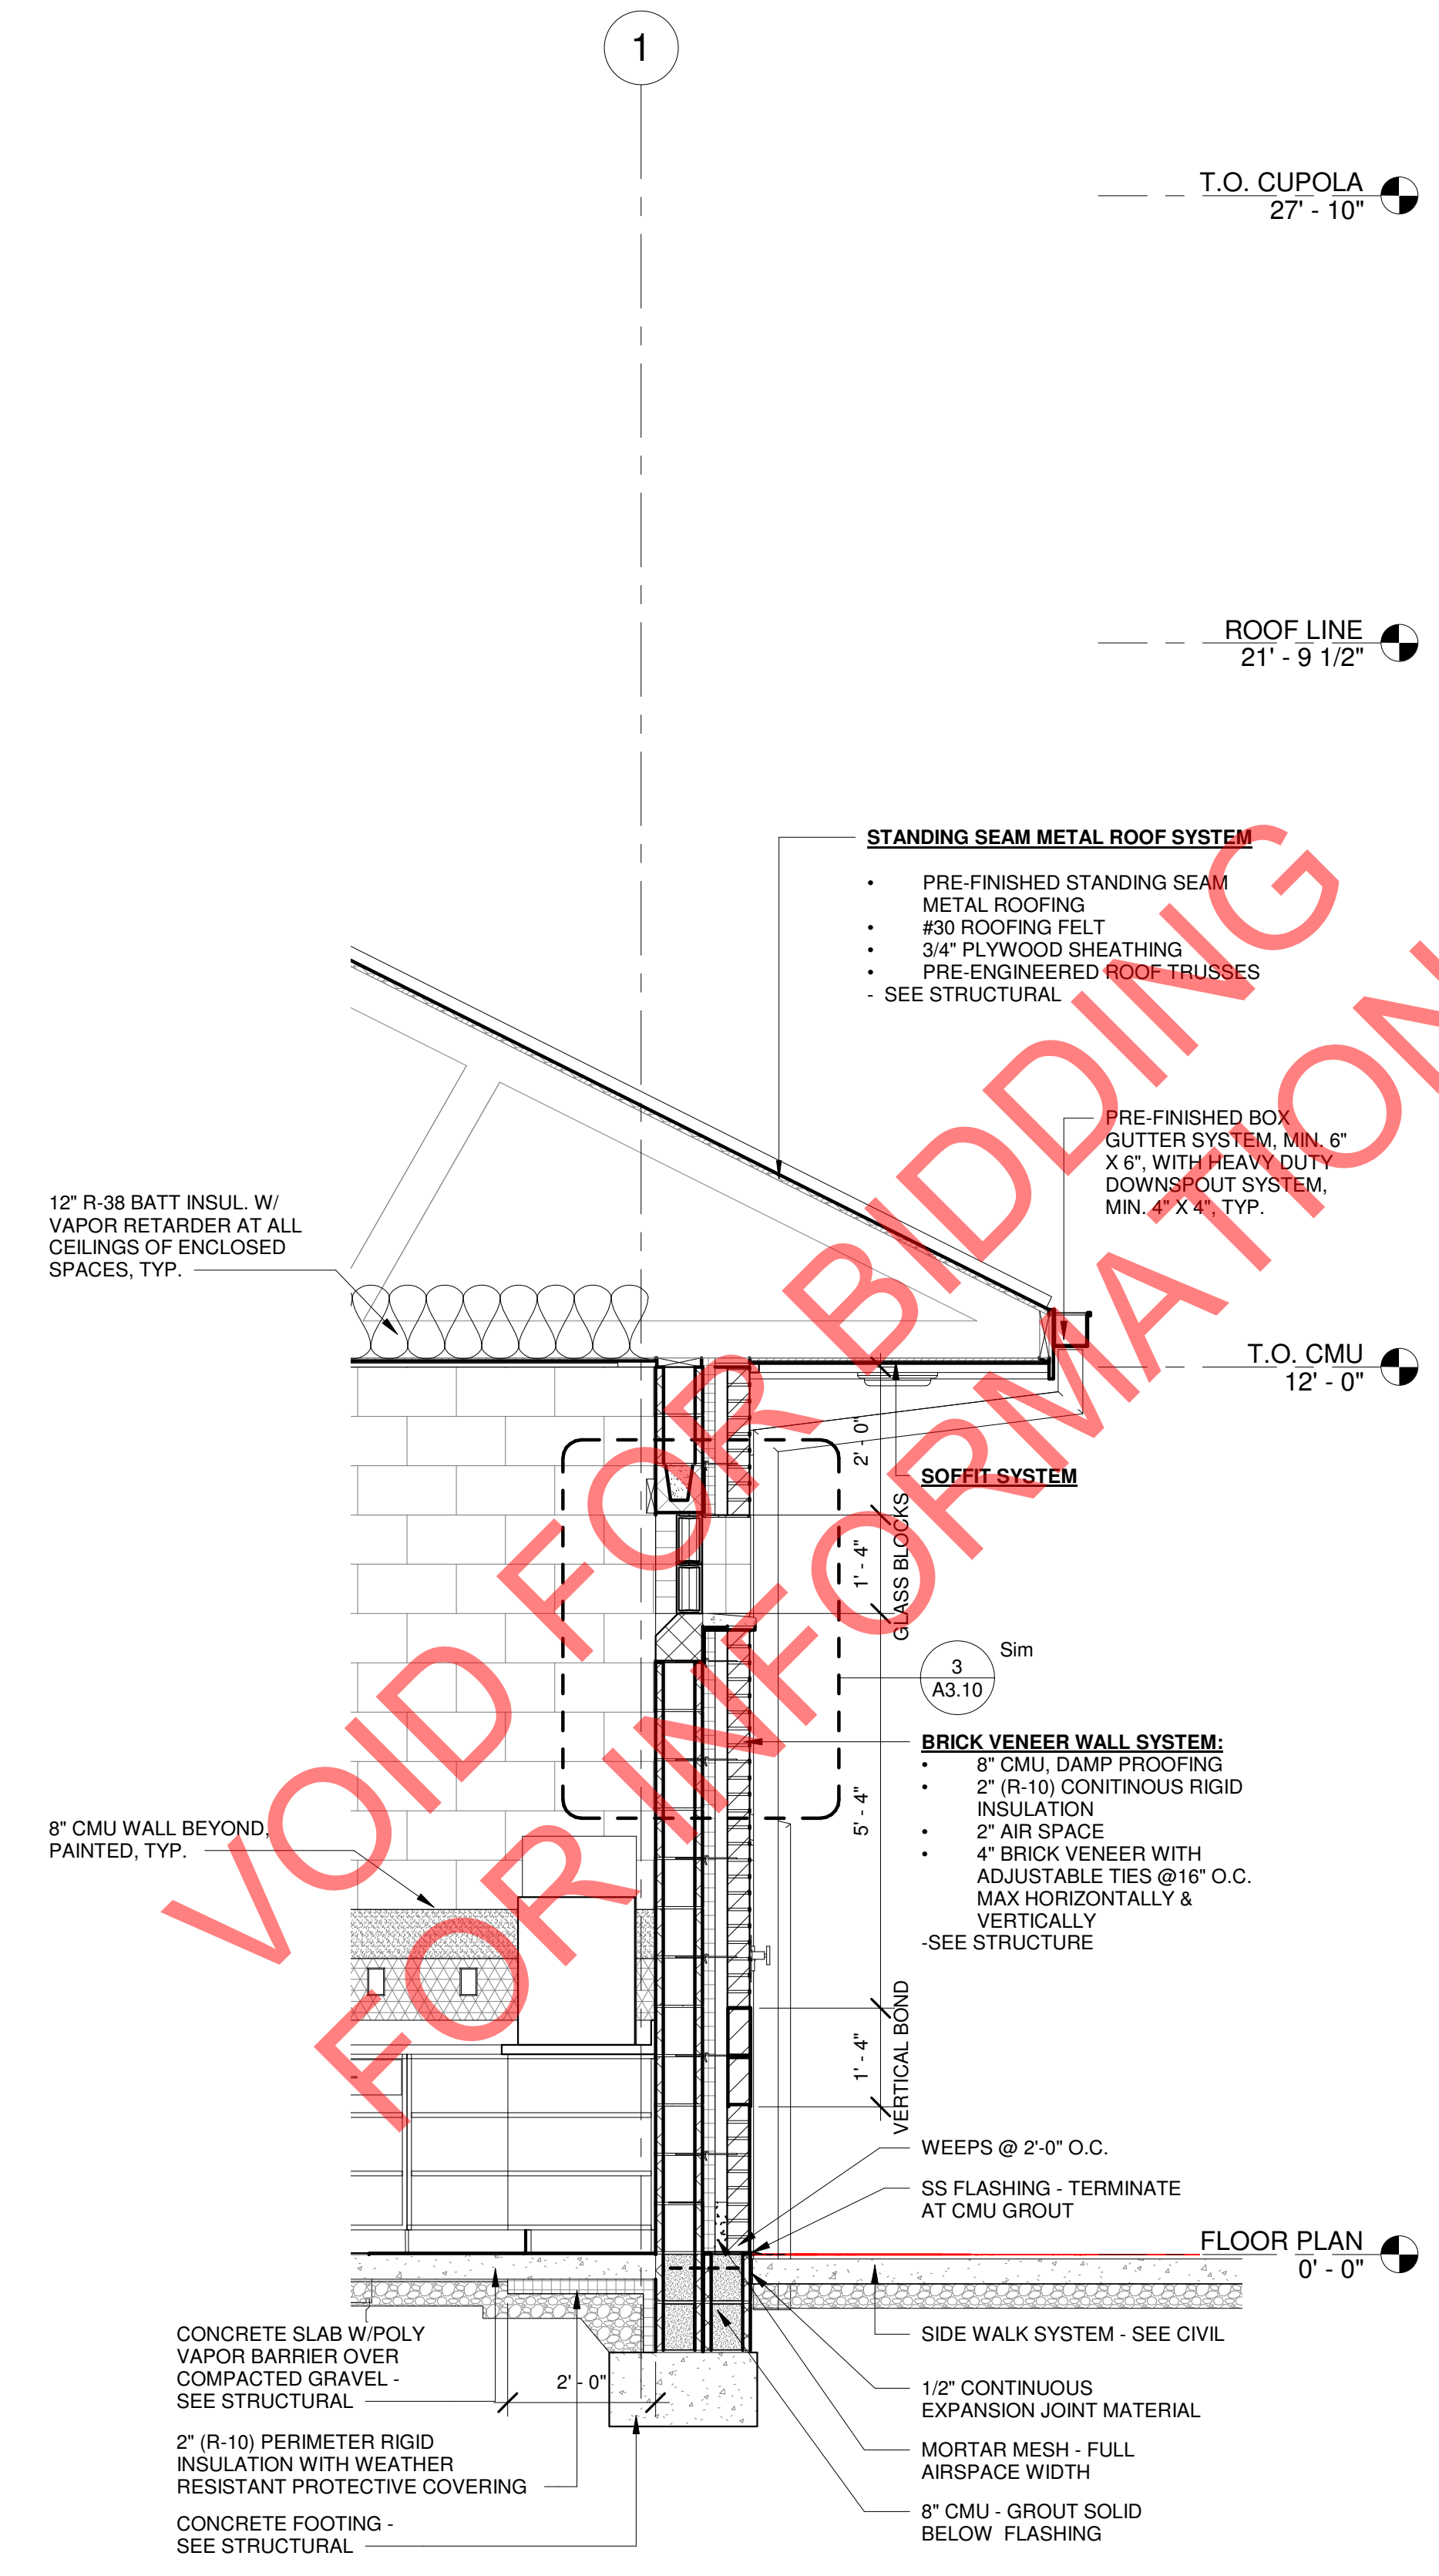 1
T.O. CUPOLA
27' - 10"
ROOF LINE
21' - 9 1/2"
STANDING SEAM METAL ROOF SYSTEM
• PRE-FINISHED STANDING SEAM
METAL ROOFING
• #30 ROOFING FELT
• 3/4" PLYWOOD SHEATHING
• PRE-ENGINEERED ROOF TRUSSES
- SEE STRUCTURAL
PRE-FINISHED BOX
GUTTER SYSTEM, MIN. 6"
X 6", WITH HEAVY DUTY
DOWNSPOUT SYSTEM,
MIN. 4" X 4", TYP.
12" R-38 BATT INSUL. W/
VAPOR RETARDER AT ALL
CEILINGS OF ENCLOSED
SPACES, TYP.
T.O. CMU
12' - 0"
2' - 0"
SOFFIT SYSTEM
1' - 4"
GLASS BLOCKS
3
A3.10
Sim
5' - 4"
BRICK VENEER WALL SYSTEM:
• 8" CMU, DAMP PROOFING
• 2" (R-10) CONITINOUS RIGID
INSULATION
• 2" AIR SPACE
• 4" BRICK VENEER WITH
ADJUSTABLE TIES @16" O.C.
MAX HORIZONTALLY &
VERTICALLY
-SEE STRUCTURE
8" CMU WALL BEYOND,
PAINTED, TYP.
1' - 4"
VERTICAL BOND
WEEPS @ 2'-0" O.C.
SS FLASHING - TERMINATE
AT CMU GROUT
FLOOR PLAN
0' - 0"
SIDE WALK SYSTEM - SEE CIVIL
1/2" CONTINUOUS
EXPANSION JOINT MATERIAL
MORTAR MESH - FULL
AIRSPACE WIDTH
8" CMU - GROUT SOLID
BELOW FLASHING
CONCRETE SLAB W/POLY
VAPOR BARRIER OVER
COMPACTED GRAVEL -
SEE STRUCTURAL
2' - 0"
2" (R-10) PERIMETER RIGID
INSULATION WITH WEATHER
RESISTANT PROTECTIVE COVERING
CONCRETE FOOTING -
SEE STRUCTURAL
VOID FOR BIDDING
FOR INFORMATION